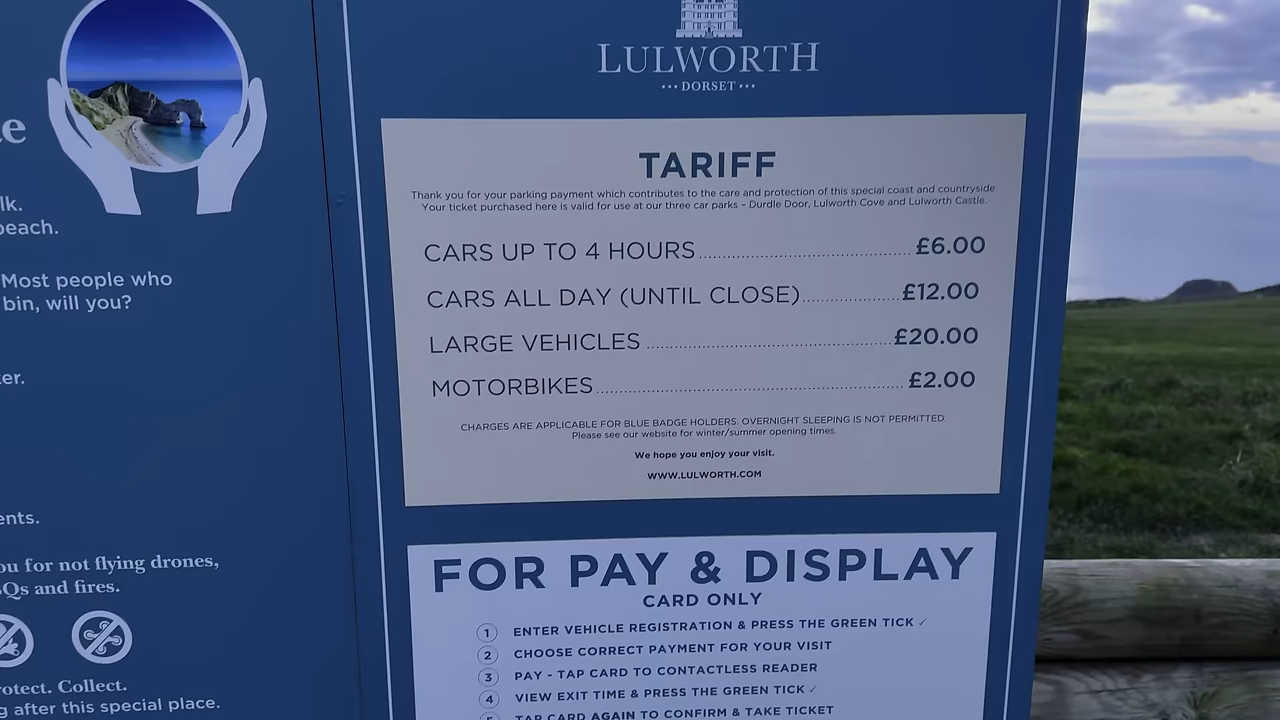 lk.
beach.
Most people who
bin, will you?
ents.
ou for not flying drones,
Qs and fires.
rotect. Collect.
g after this special place.
LULWORTH
••• DORSET •••
TARIFF
Thank you for your parking payment which contributes to the care and protection of this special coast and countryside.
Your ticket purchased here is valid for use at our three car parks – Durdle Door, Lulworth Cove and Lulworth Castle.
CARS UP TO 4 HOURS £6.00
CARS ALL DAY (UNTIL CLOSE) £12.00
LARGE VEHICLES £20.00
MOTORBIKES £2.00
CHARGES ARE APPLICABLE FOR BLUE BADGE HOLDERS. OVERNIGHT SLEEPING IS NOT PERMITTED.
Please see our website for winter/summer opening times.
We hope you enjoy your visit.
WWW.LULWORTH.COM
FOR PAY & DISPLAY
CARD ONLY
1 ENTER VEHICLE REGISTRATION & PRESS THE GREEN TICK ✓
2 CHOOSE CORRECT PAYMENT FOR YOUR VISIT
3 PAY - TAP CARD TO CONTACTLESS READER
4 VIEW EXIT TIME & PRESS THE GREEN TICK ✓
5 TAP CARD AGAIN TO CONFIRM & TAKE TICKET